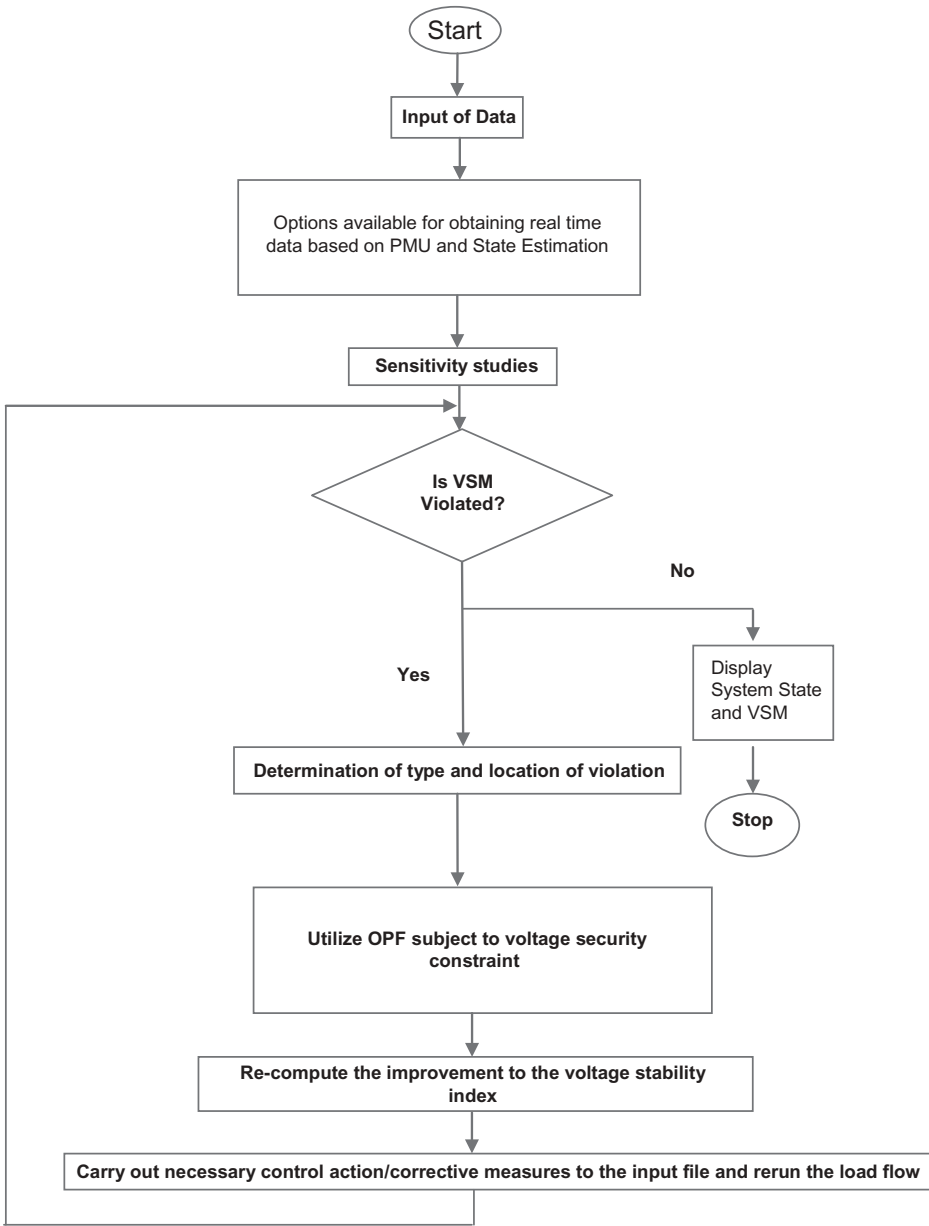 Start
Input of Data
Options available for obtaining real time
data based on PMU and State Estimation
Sensitivity studies
Is VSM
Violated?
No
Yes
Display
System State
and VSM
Determination of type and location of violation
Stop
Utilize OPF subject to voltage security
constraint
Re-compute the improvement to the voltage stability
index
Carry out necessary control action/corrective measures to the input file and rerun the load flow